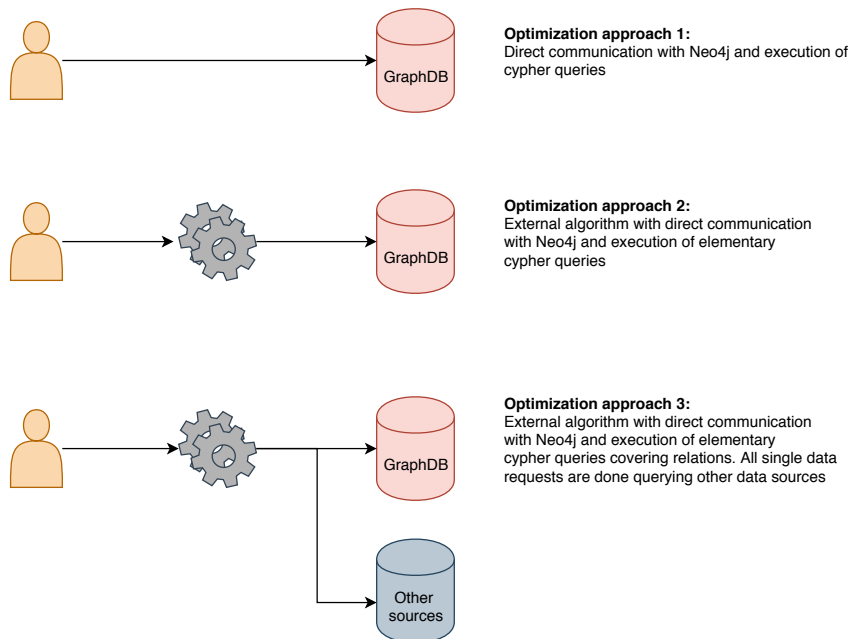 Optimization approach 1:
Direct communication with Neo4j and execution of
cypher queries
GraphDB
Optimization approach 2:
External algorithm with direct communication
with Neo4j and execution of elementary
cypher queries
GraphDB
Optimization approach 3:
External algorithm with direct communication
with Neo4j and execution of elementary
cypher queries covering relations. All single data
requests are done querying other data sources
GraphDB
Other
sources